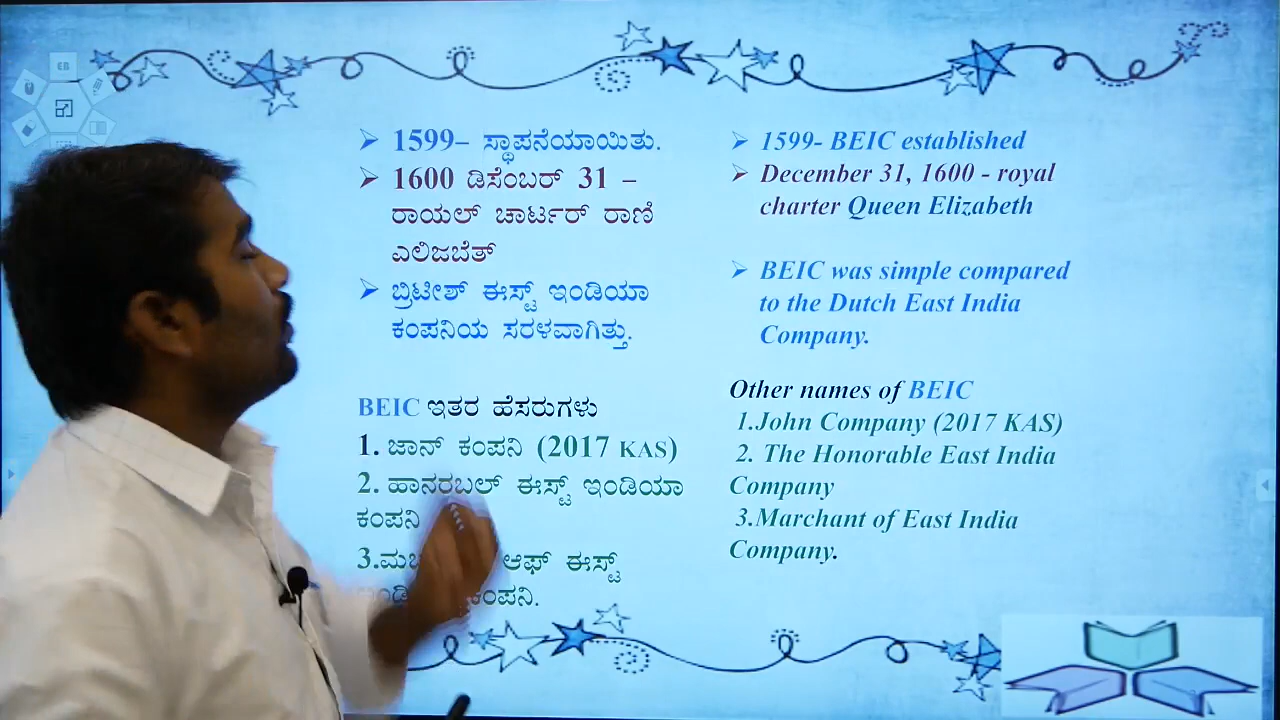 1599– ಸ್ಥಾಪನೆಯಾಯಿತು.
1600 ಡಿಸೆಂಬರ್ 31 –
ರಾಯಲ್ ಚಾರ್ಟರ್ ರಾಣಿ
ಎಲಿಜಬೆತ್
ಬ್ರಿಟೀಶ್ ಈಸ್ಟ್ ಇಂಡಿಯಾ
ಕಂಪನಿಯ ಸರಳವಾಗಿತ್ತು.
BEIC ಇತರ ಹೆಸರುಗಳು
1. ಜಾನ್ ಕಂಪನಿ (2017 KAS)
2. ಹಾನರಬಲ್ ಈಸ್ಟ್ ಇಂಡಿಯಾ
ಕಂಪನಿ
3. ಆಫ್ ಈಸ್ಟ್
1599- BEIC established
December 31, 1600 - royal
charter Queen Elizabeth
BEIC was simple compared
to the Dutch East India
Company.
Other names of BEIC
1.John Company (2017 KAS)
2. The Honorable East India
Company
3.Marchant of East India
Company.